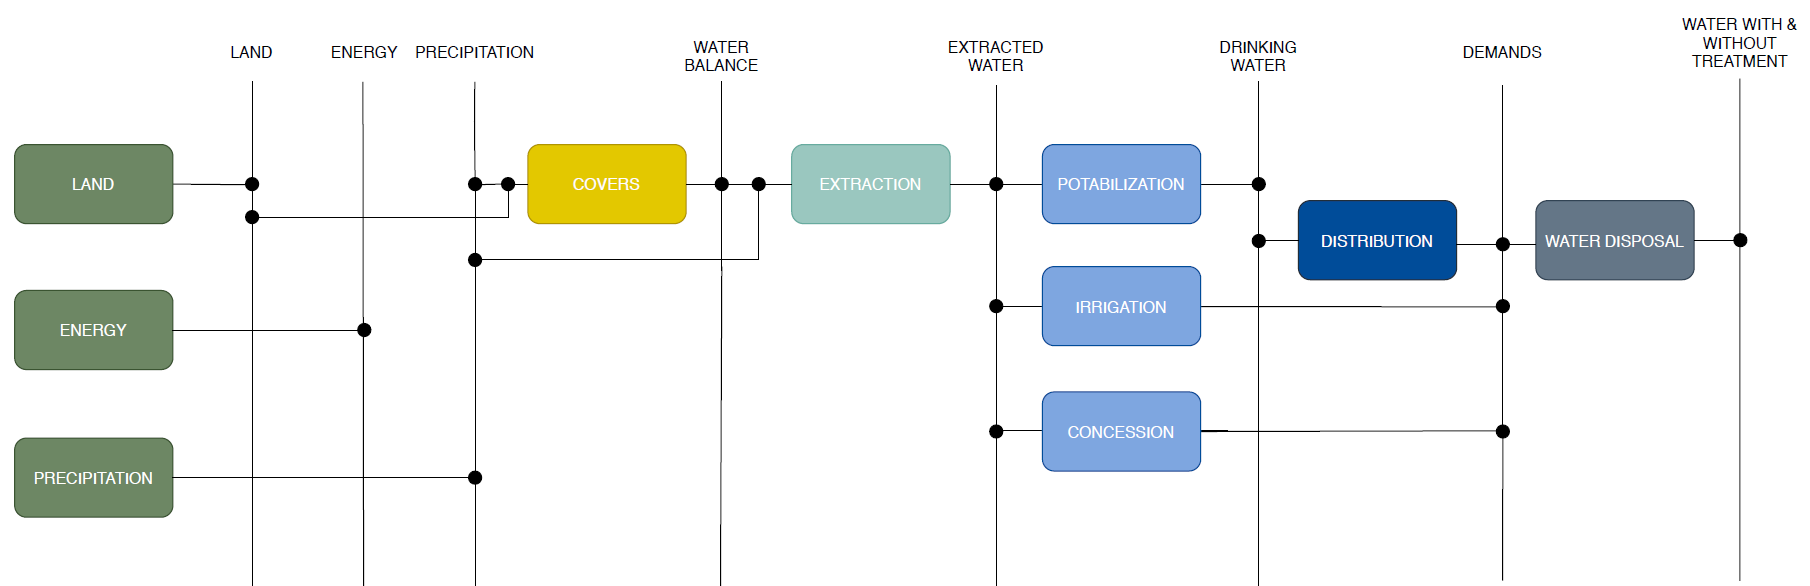 LAND
ENERGY
PRECIPITATION
WATER
BALANCE
EXTRACTED
WATER
DRINKING
WATER
DEMANDS
WATER WITH &
WITHOUT
TREATMENT
LAND
COVERS
EXTRACTION
POTABILIZATION
DISTRIBUTION
WATER DISPOSAL
IRRIGATION
ENERGY
CONCESSION
PRECIPITATION